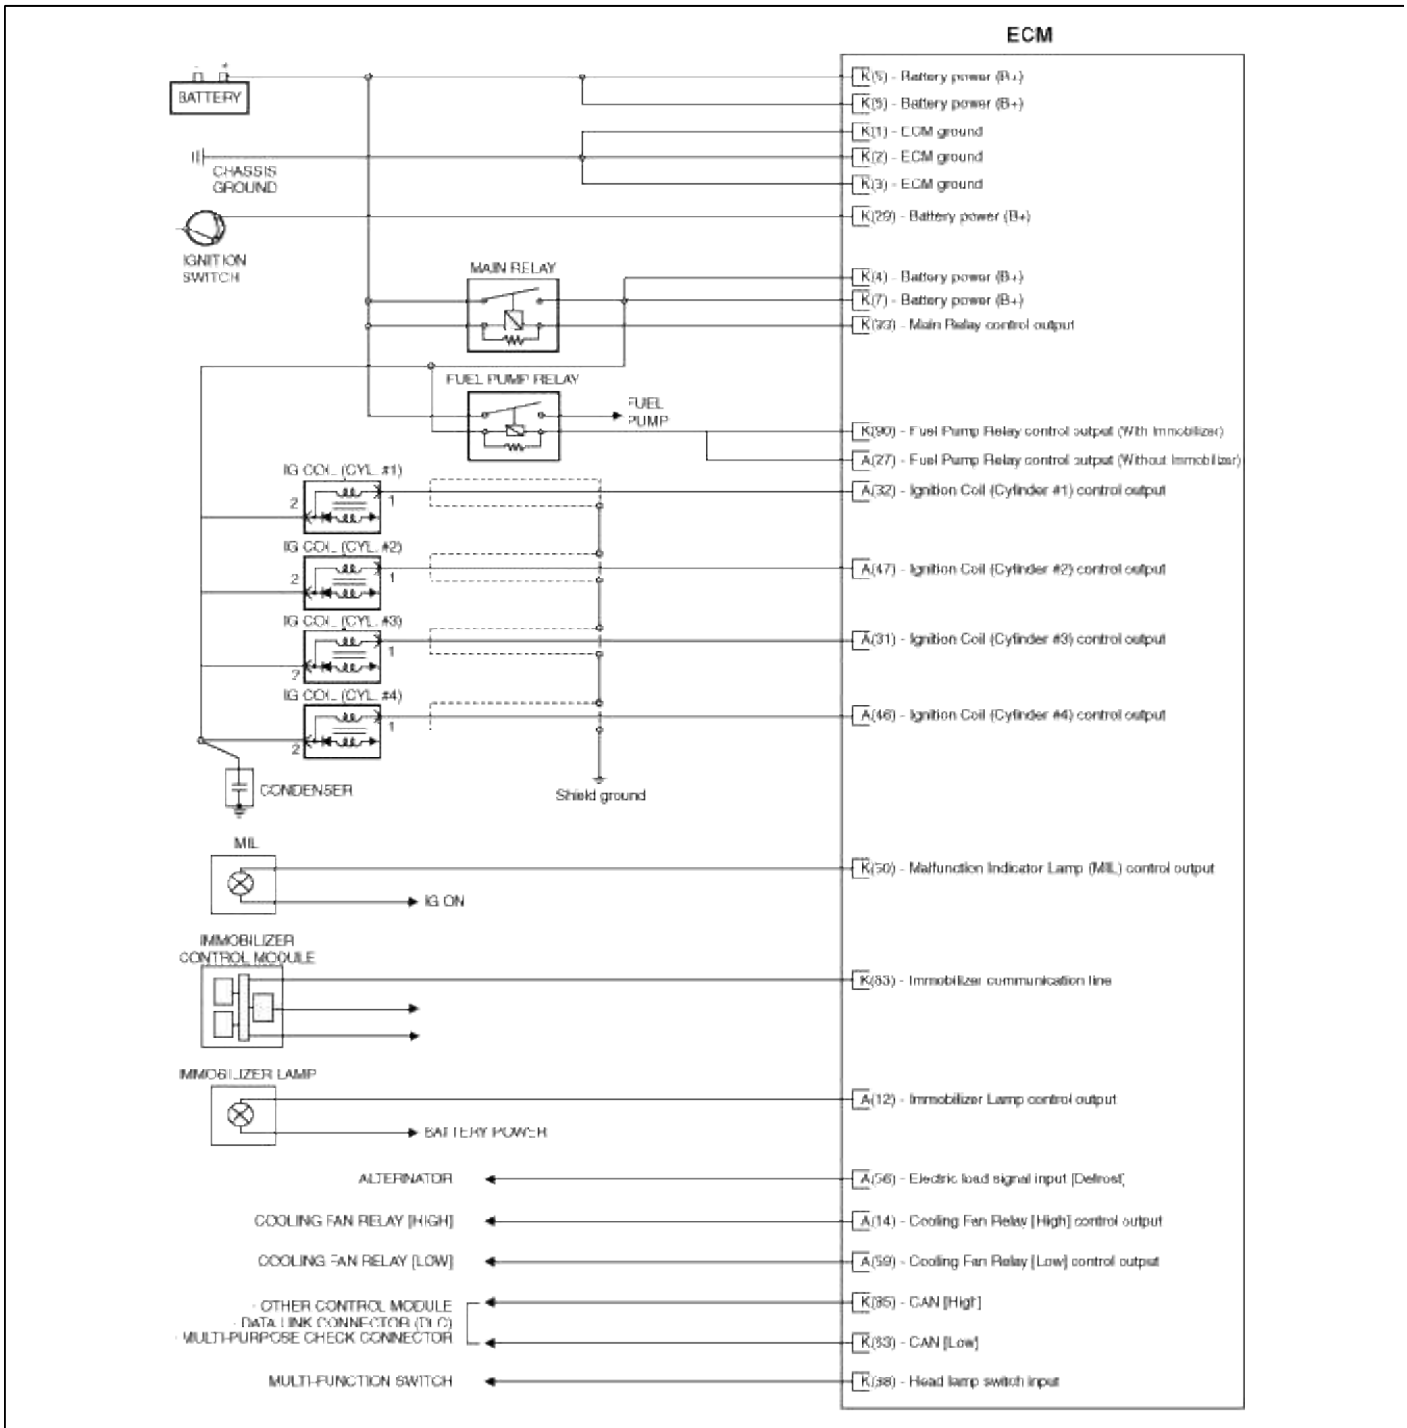 ECM
- +
BATTERY
K(5) - Battery power (B+)
K(6) - Battery power (B+)
K(1) - ECM ground
K(2) - ECM ground
K(3) - ECM ground
CHASSIS
GROUND
K(29) - Battery power (B+)
IGNITION
SWITCH
MAIN RELAY
K(4) - Battery power (B+)
K(7) - Battery power (B+)
K(93) - Main Relay control output
FUEL PUMP RELAY
FUEL
PUMP
K(90) - Fuel Pump Relay control output (With Immobilizer)
A(27) - Fuel Pump Relay control output (Without Immobilizer)
IG COIL (CYL. #1)
2
1
A(32) - Ignition Coil (Cylinder #1) control output
IG COIL (CYL. #2)
2
1
A(47) - Ignition Coil (Cylinder #2) control output
IG COIL (CYL. #3)
2
1
A(31) - Ignition Coil (Cylinder #3) control output
IG COIL (CYL. #4)
2
1
A(46) - Ignition Coil (Cylinder #4) control output
CONDENSER
Shield ground
MIL
K(50) - Malfunction Indicator Lamp (MIL) control output
IG ON
IMMOBILIZER
CONTROL MODULE
Immobilizer communication line
IMMOBILIZER LAMP
A(12) - Immobilizer Lamp control output
BATTERY POWER
ALTERNATOR
A(56) - Electric load signal input [Defrost]
COOLING FAN RELAY [HIGH]
A(14) - Cooling Fan Relay [High] control output
COOLING FAN RELAY [LOW]
A(59) - Cooling Fan Relay [Low] control output
· OTHER CONTROL MODULE
· DATA LINK CONNECTOR (DLC)
· MULTI-PURPOSE CHECK CONNECTOR
CAN [High]
CAN [Low]
MULTI-FUNCTION SWITCH
Head lamp switch input